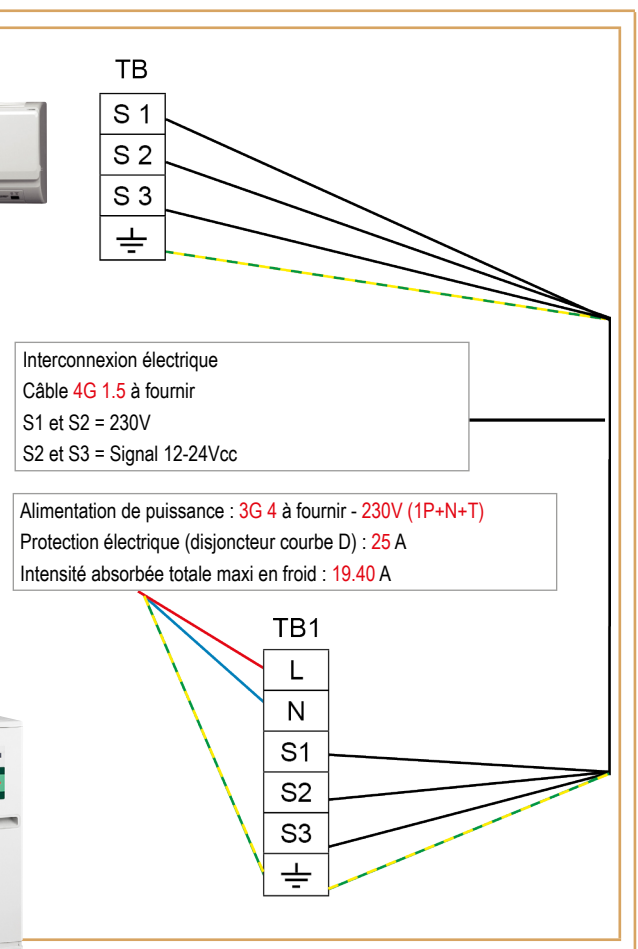 TB
S 1
S 2
S 3
Interconnexion électrique
Câble 4G 1.5 à fournir
S1 et S2 = 230V
S2 et S3 = Signal 12-24Vcc
Alimentation de puissance : 3G 4 à fournir - 230V (1P+N+T)
Protection électrique (disjoncteur courbe D) : 25 A
Intensité absorbée totale maxi en froid : 19.40 A
TB1
L
N
S1
S2
S3